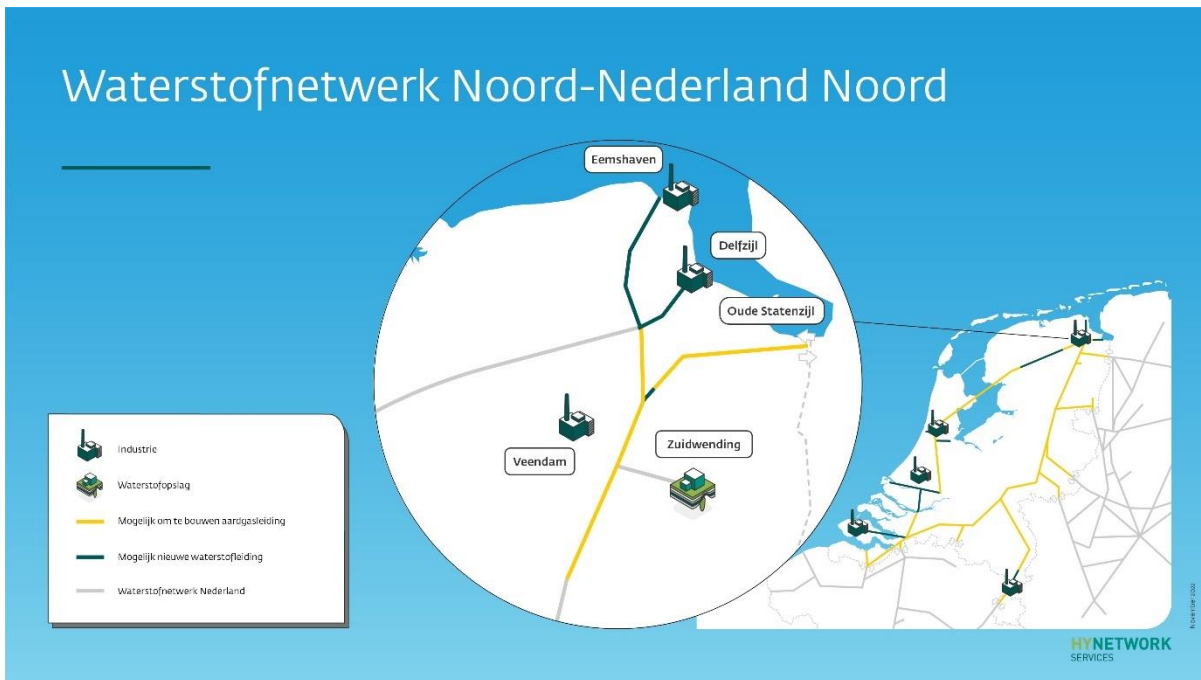 Waterstofnetwerk Noord-Nederland Noord
Eemshaven
Delfzijl
Oude Statenzijl
Veendam
Zuidwending
Industrie
Waterstofopslag
Mogelijk om te bouwen aardgasleiding
Mogelijk nieuwe waterstofleiding
Waterstofnetwerk Nederland
HYNETWORK
SERVICES